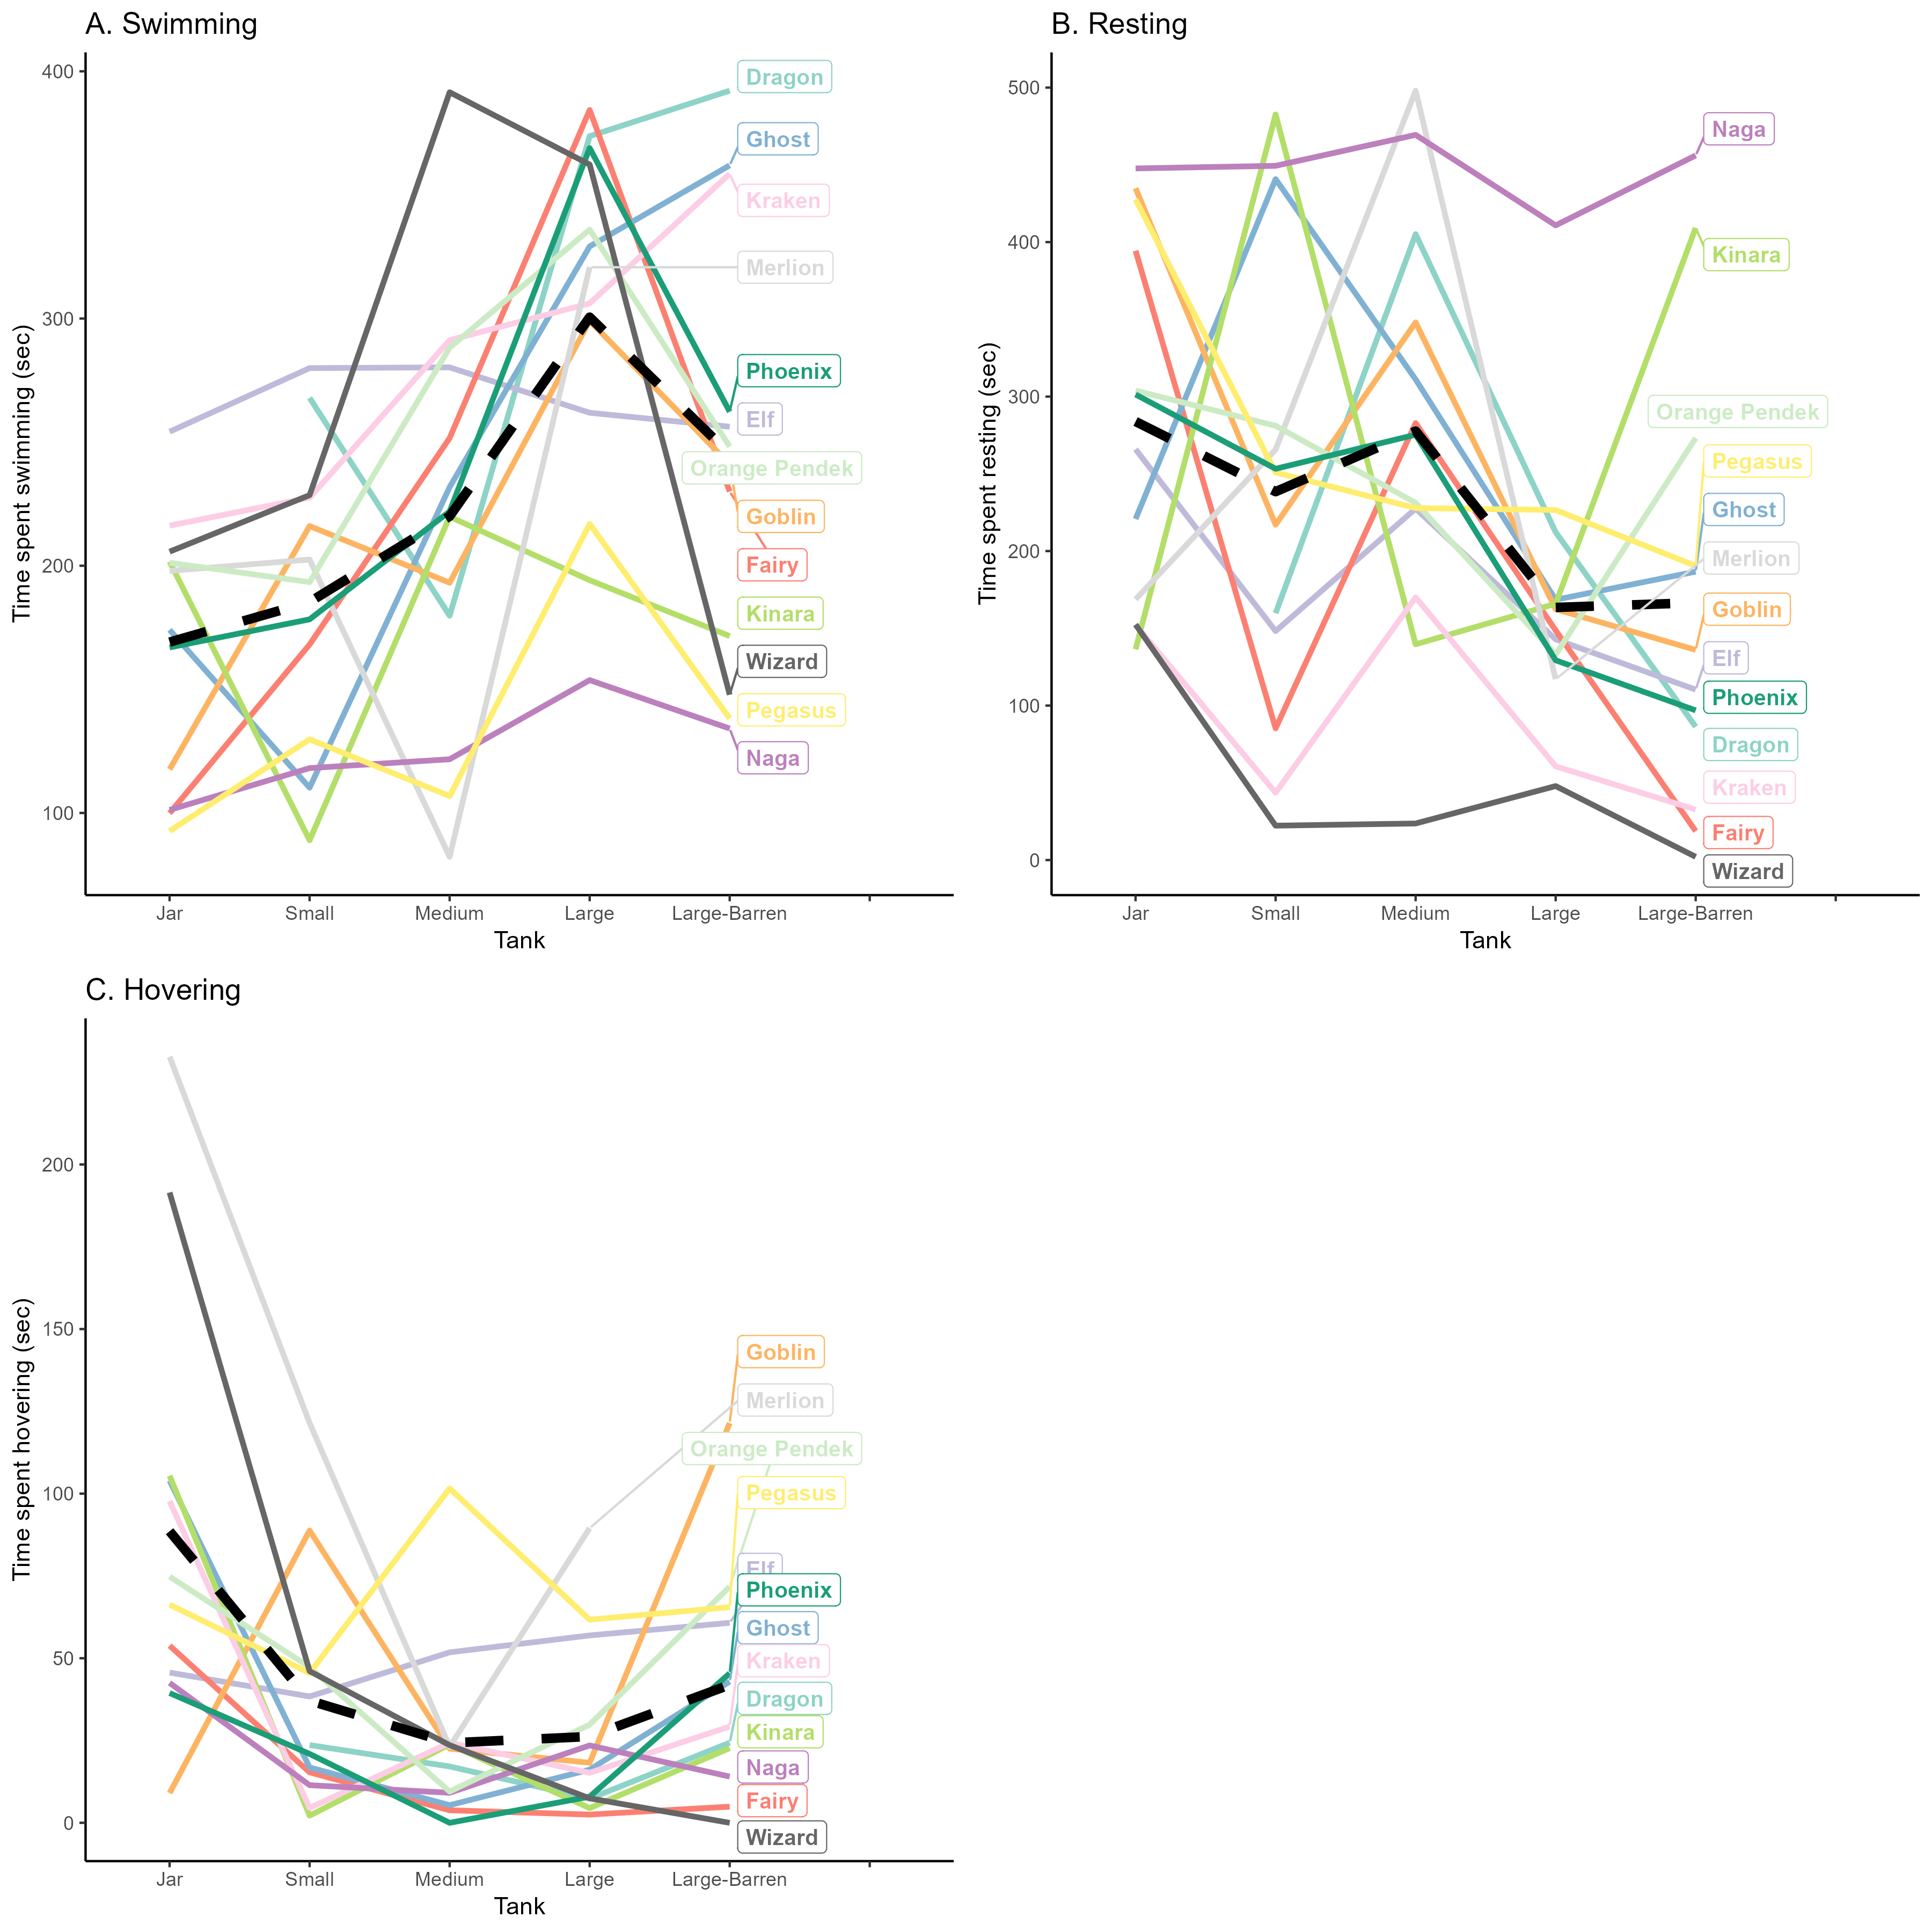 A. Swimming
Time spent swimming (sec)
400
300
200
100
Dragon
Ghost
Kraken
Merlion
Phoenix
Elf
Orange Pendek
Goblin
Fairy
Kinara
Wizard
Pegasus
Naga
Jar Small Medium Large Large-Barren
Tank
B. Resting
Time spent resting (sec)
500
400
300
200
100
0
Naga
Kinara
Orange Pendek
Pegasus
Ghost
Merlion
Goblin
Elf
Phoenix
Dragon
Kraken
Fairy
Wizard
Jar Small Medium Large Large-Barren
Tank
C. Hovering
Time spent hovering (sec)
200
150
100
50
0
Goblin
Merlion
Orange Pendek
Pegasus
Elf
Phoenix
Ghost
Kraken
Dragon
Kinara
Naga
Fairy
Wizard
Jar Small Medium Large Large-Barren
Tank